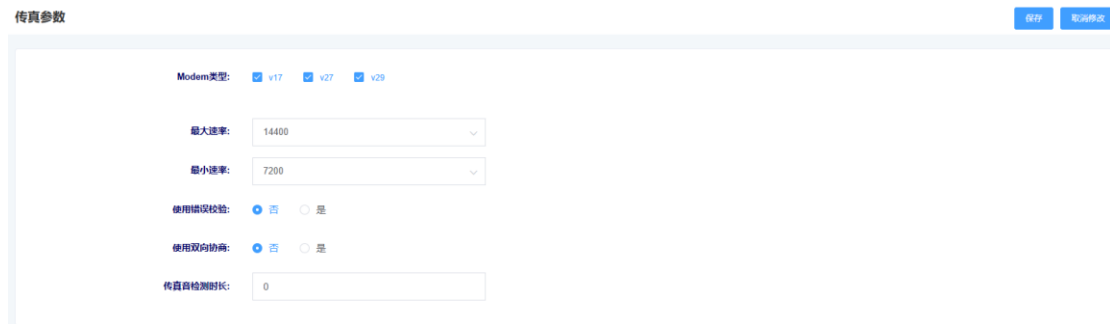 传真参数 保存 取消修改
Modem类型: v17 v27 v29
最大速率: 14400
最小速率: 7200
使用错误校验: 否 是
使用双向协商: 否 是
传真音检测时长: 0